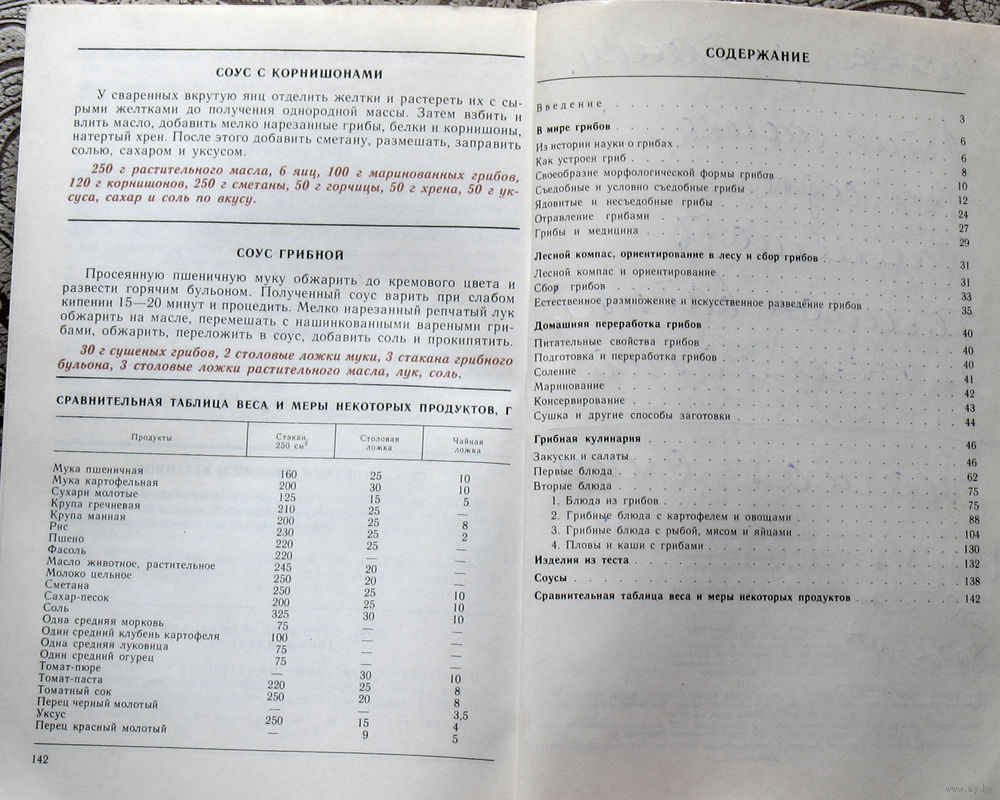 СОУС С КОРНИШОНАМИ
У сваренных вкрутую яиц отделить желтки и растереть их с сы-
рыми желтками до получения однородной массы. Затем взбить и
влить масло, добавить мелко нарезанные грибы, белки и корнишоны,
натертый хрен. После этого добавить сметану, размешать, заправить
солью, сахаром и уксусом.
250 г растительного масла, 6 яиц, 100 г маринованных грибов,
120 г корнишонов, 250 г сметаны, 50 г горчицы, 50 г хрена, 50 г ук-
суса, сахар и соль по вкусу.
СОУС ГРИБНОЙ
Просеянную пшеничную муку обжарить до кремового цвета и
развести горячим бульоном. Полученный соус варить при слабом
кипении 15—20 минут и процедить. Мелко нарезанный репчатый лук
обжарить на масле, перемешать с нашинкованными вареными гри-
бами, обжарить, переложить в соус, добавить соль и прокипятить.
30 г сушеных грибов, 2 столовые ложки муки, 3 стакана грибного
бульона, 3 столовые ложки растительного масла, лук, соль.
СРАВНИТЕЛЬНАЯ ТАБЛИЦА ВЕСА И МЕРЫ НЕКОТОРЫХ ПРОДУКТОВ, Г
Продукты Стакан, 250 см³ Столовая ложка Чайная ложка
Мука пшеничная 160 25 10
Мука картофельная 200 30 10
Сухари молотые 125 15 5
Крупа гречневая 210 25 —
Крупа манная 200 25 8
Рис 230 25 2
Пшено 220 25 —
Фасоль 220 — —
Масло животное, растительное 245 20 —
Молоко цельное 250 20 —
Сметана 250 25 10
Сахар-песок 200 25 10
Соль 325 30 10
Одна средняя морковь 75 — —
Один средний клубень картофеля 100 — —
Одна средняя луковица 75 — —
Один средний огурец 75 — —
Томат-пюре — 30 10
Томат-паста 220 25 8
Томатный сок 250 20 8
Перец черный молотый — — 3,5
Уксус 250 15 4
Перец красный молотый — 9 5
142
СОДЕРЖАНИЕ
Введение 3
В мире грибов 6
Из истории науки о грибах 6
Как устроен гриб 8
Своеобразие морфологической формы грибов 10
Съедобные и условно съедобные грибы 12
Ядовитые и несъедобные грибы 24
Отравление грибами 27
Грибы и медицина 29
Лесной компас, ориентирование в лесу и сбор грибов 31
Лесной компас и ориентирование 31
Сбор грибов 33
Естественное размножение и искусственное разведение грибов 35
Домашняя переработка грибов 40
Питательные свойства грибов 40
Подготовка и переработка грибов 40
Соление 41
Маринование 42
Консервирование 43
Сушка и другие способы заготовки 44
Грибная кулинария 46
Закуски и салаты 46
Первые блюда 62
Вторые блюда 75
1. Блюда из грибов 75
2. Грибные блюда с картофелем и овощами 88
3. Грибные блюда с рыбой, мясом и яйцами 104
4. Пловы и каши с грибами 130
Изделия из теста 132
Соусы 138
Сравнительная таблица веса и меры некоторых продуктов 142
www.ay.by